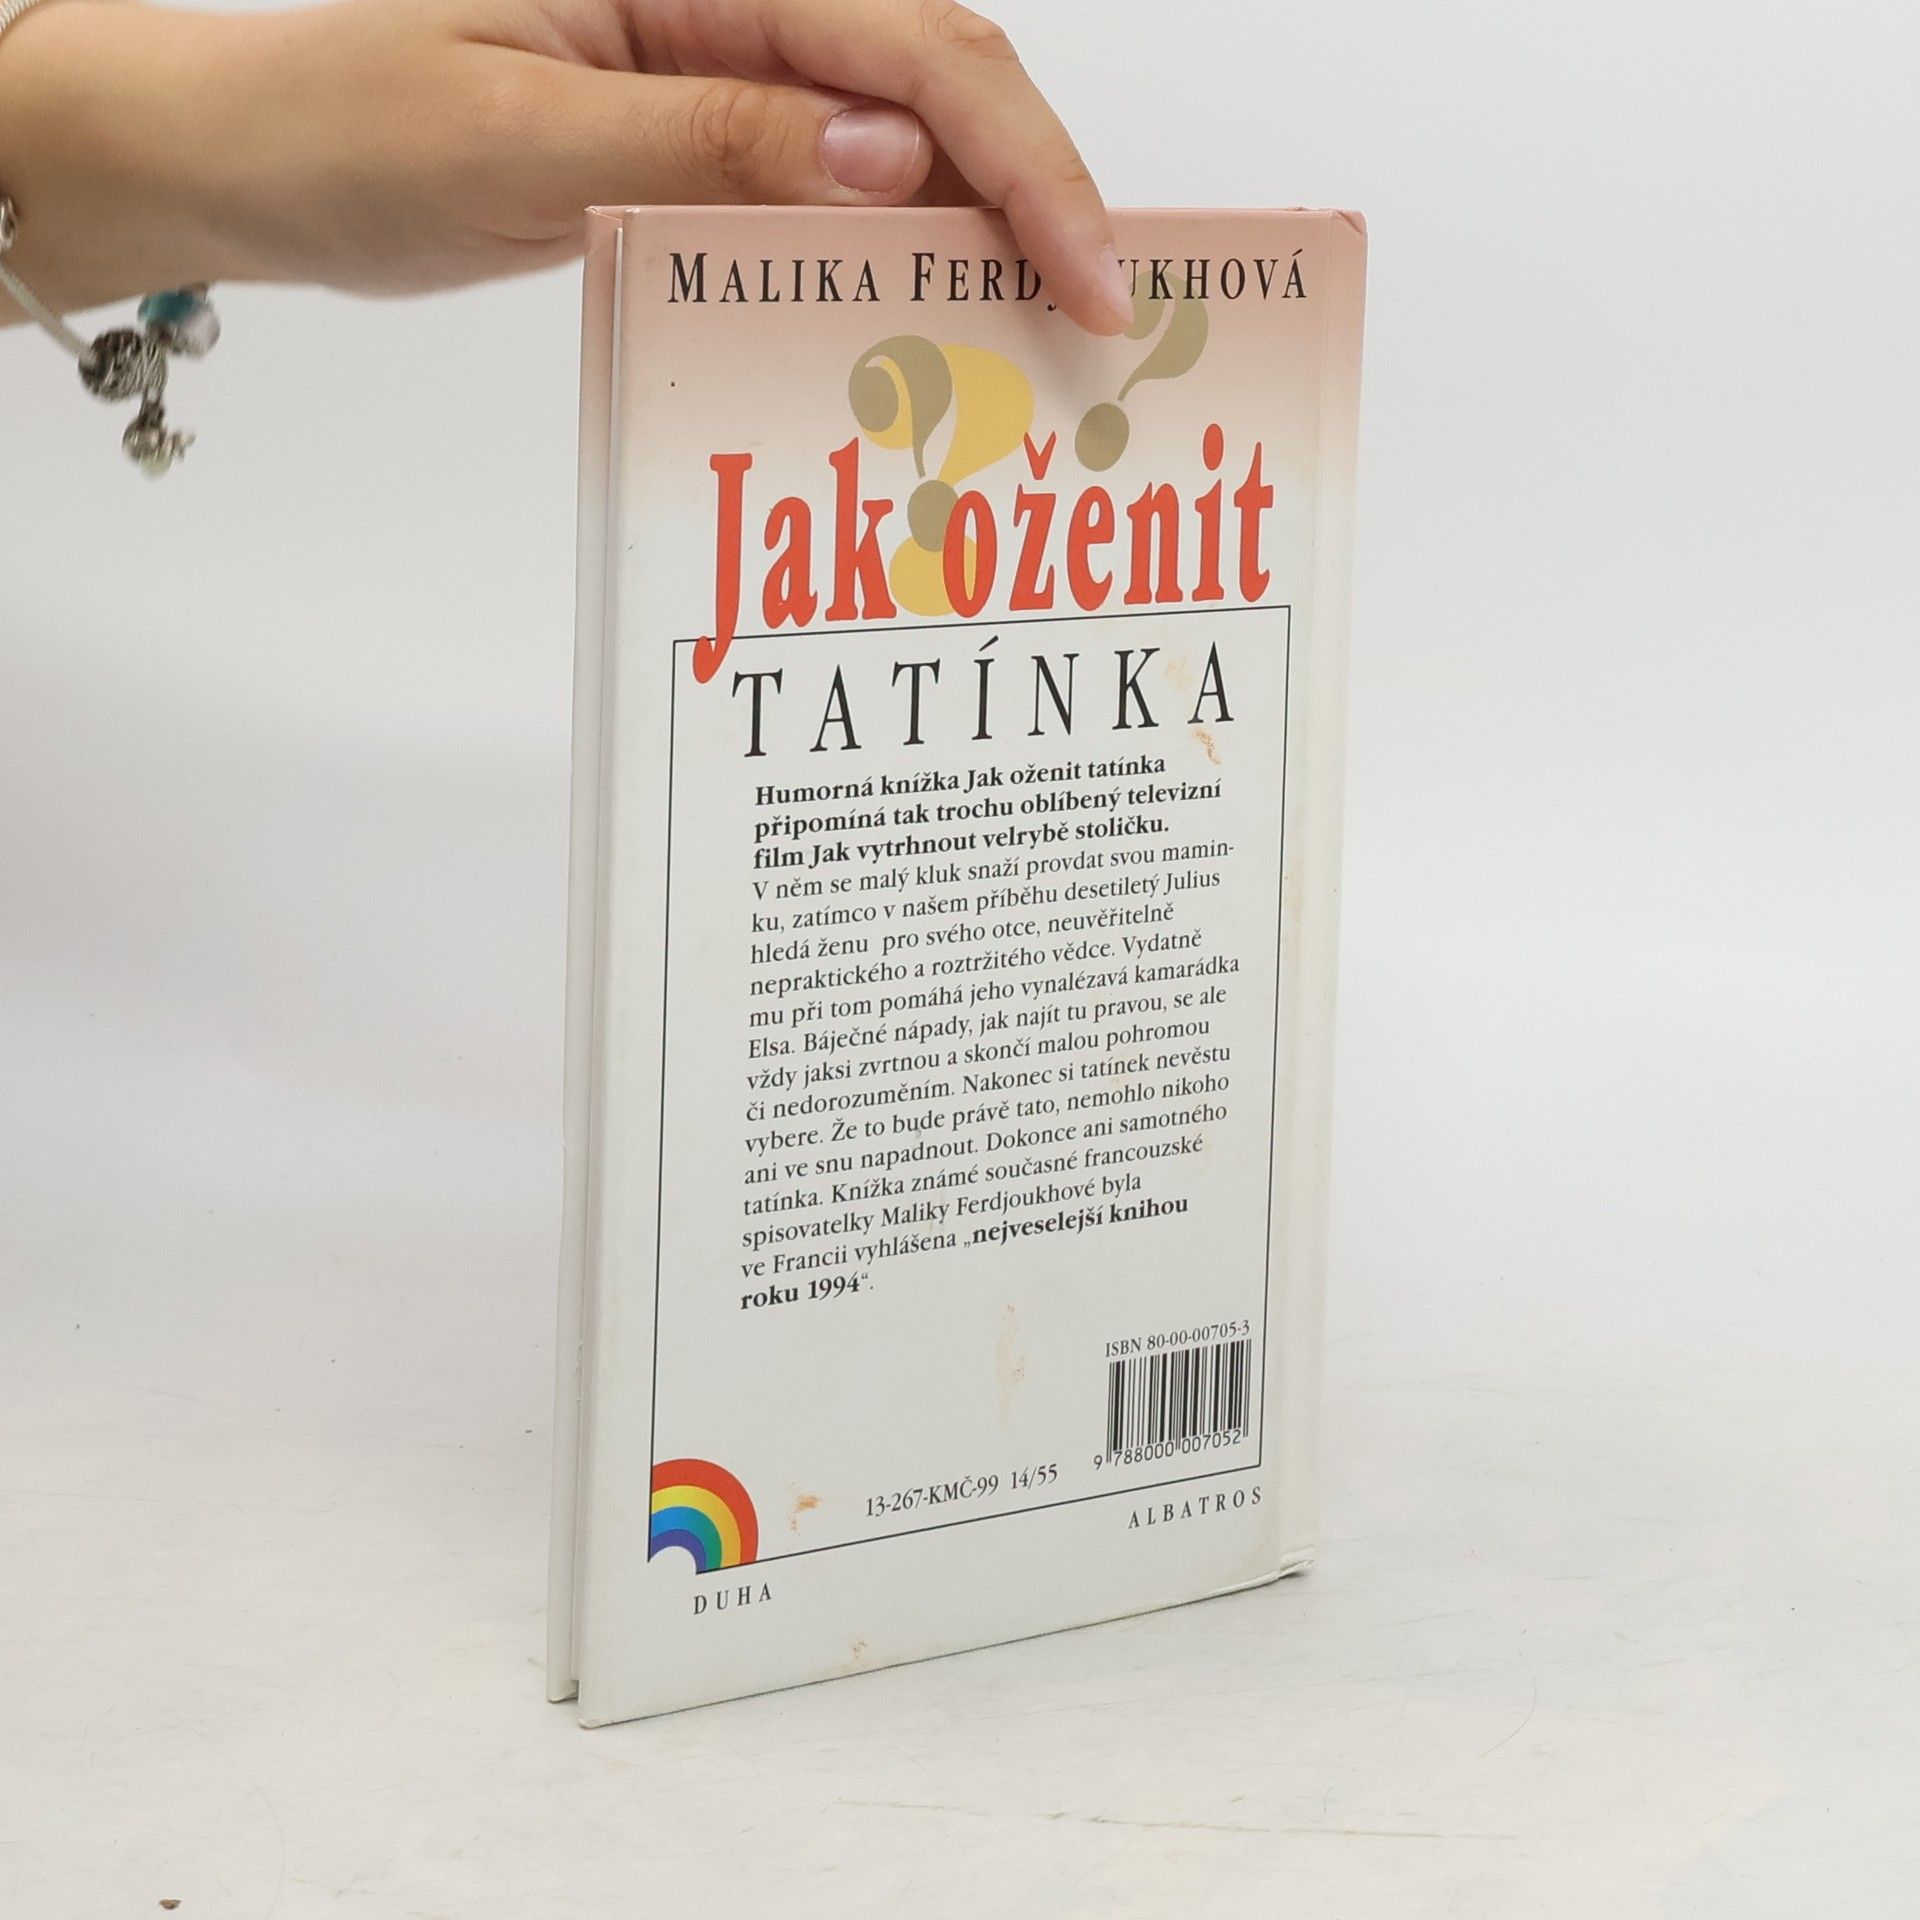 MALIKA FERDJOUKHOVÁ
Jak oženit
TATÍNKA
Humorná knížka Jak oženit tatínka
připomíná tak trochu oblíbený televizní
film Jak vytrhnout velrybě stoličku.
V něm se malý kluk snaží provdat svou mamin-
ku, zatímco v našem příběhu desetiletý Julius
hledá ženu pro svého otce, neuvěřitelně
nepraktického a roztržitého vědce. Vydatně
mu při tom pomáhá jeho vynalézavá kamarádka
Elsa. Báječné nápady, jak najít tu pravou, se ale
vždy jaksi zvrtnou a skončí malou pohromou
či nedorozuměním. Nakonec si tatínek nevěstu
vybere. Že to bude právě tato, nemohlo nikoho
ani ve snu napadnout. Dokonce ani samotného
tatínka. Knížka známé současné francouzské
spisovatelky Maliky Ferdjoukhové byla
ve Francii vyhlášena „nejveselejší knihou
roku 1994“.
ISBN 80-00-00705-3
9 788000 007052
13-267-KMČ-99 14/55
ALBATROS
DUHA